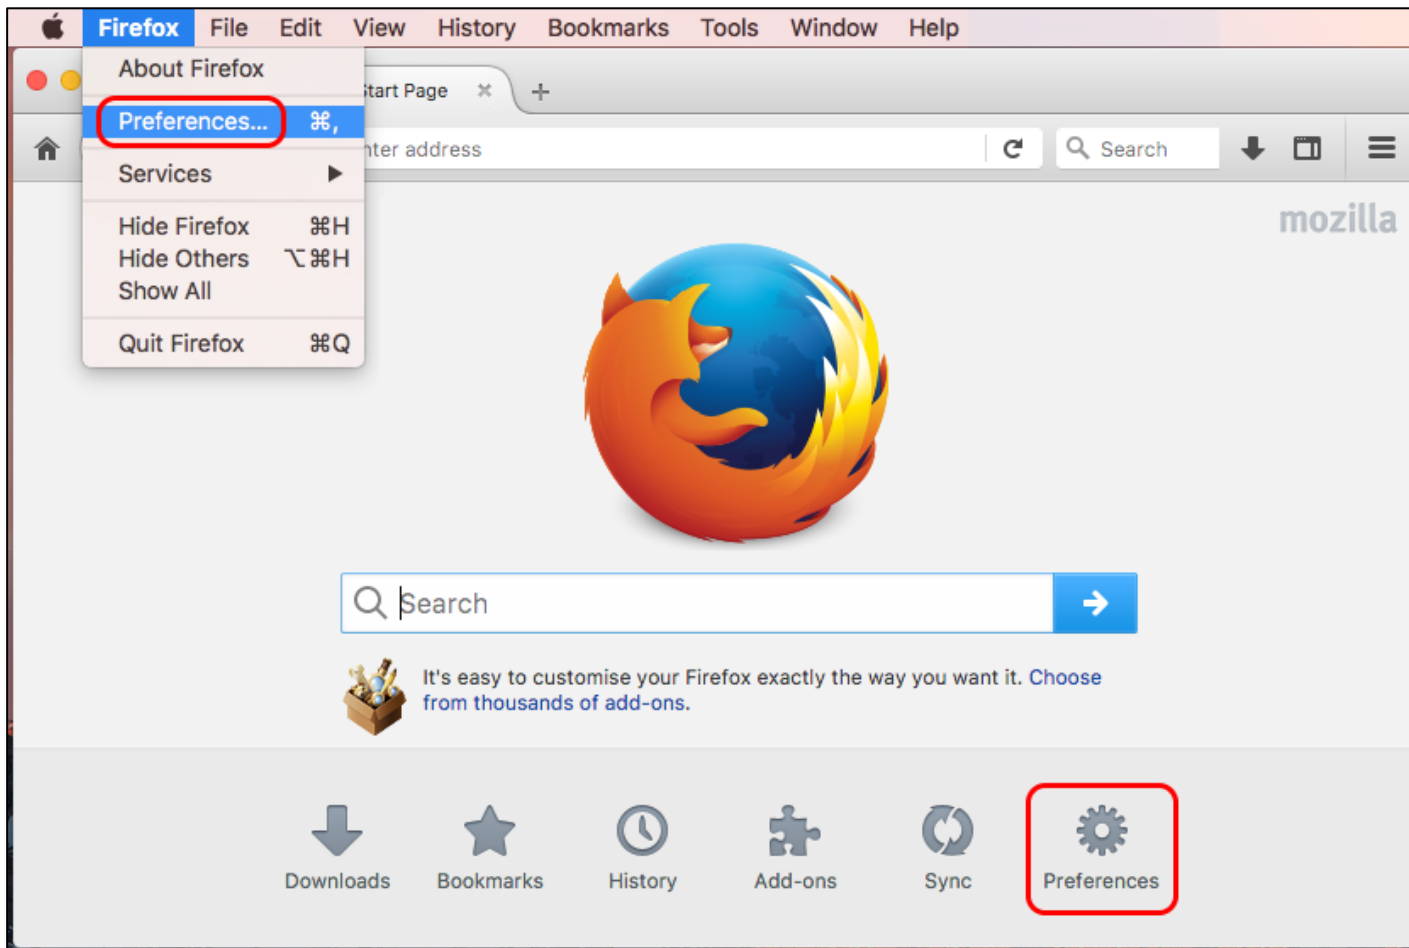 Firefox File Edit View History Bookmarks Tools Window Help
About Firefox
Preferences... ⌘,
Services
Hide Firefox ⌘H
Hide Others ⌥⌘H
Show All
Quit Firefox ⌘Q
Start Page
address
Search
mozilla
Search
It's easy to customise your Firefox exactly the way you want it. Choose
from thousands of add-ons.
Downloads Bookmarks History Add-ons Sync Preferences